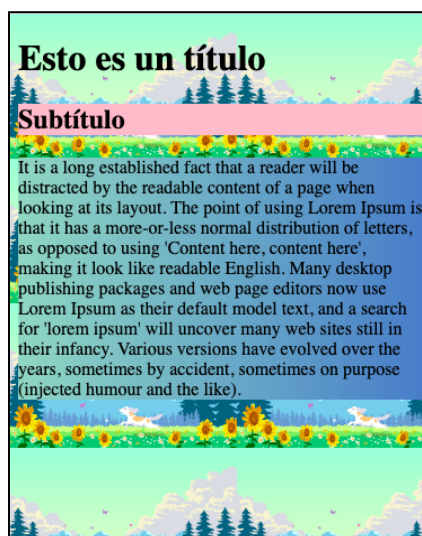 Esto es un título
Subtítulo
It is a long established fact that a reader will be
distracted by the readable content of a page when
looking at its layout. The point of using Lorem Ipsum is
that it has a more-or-less normal distribution of letters,
as opposed to using 'Content here, content here',
making it look like readable English. Many desktop
publishing packages and web page editors now use
Lorem Ipsum as their default model text, and a search
for 'lorem ipsum' will uncover many web sites still in
their infancy. Various versions have evolved over the
years, sometimes by accident, sometimes on purpose
(injected humour and the like).